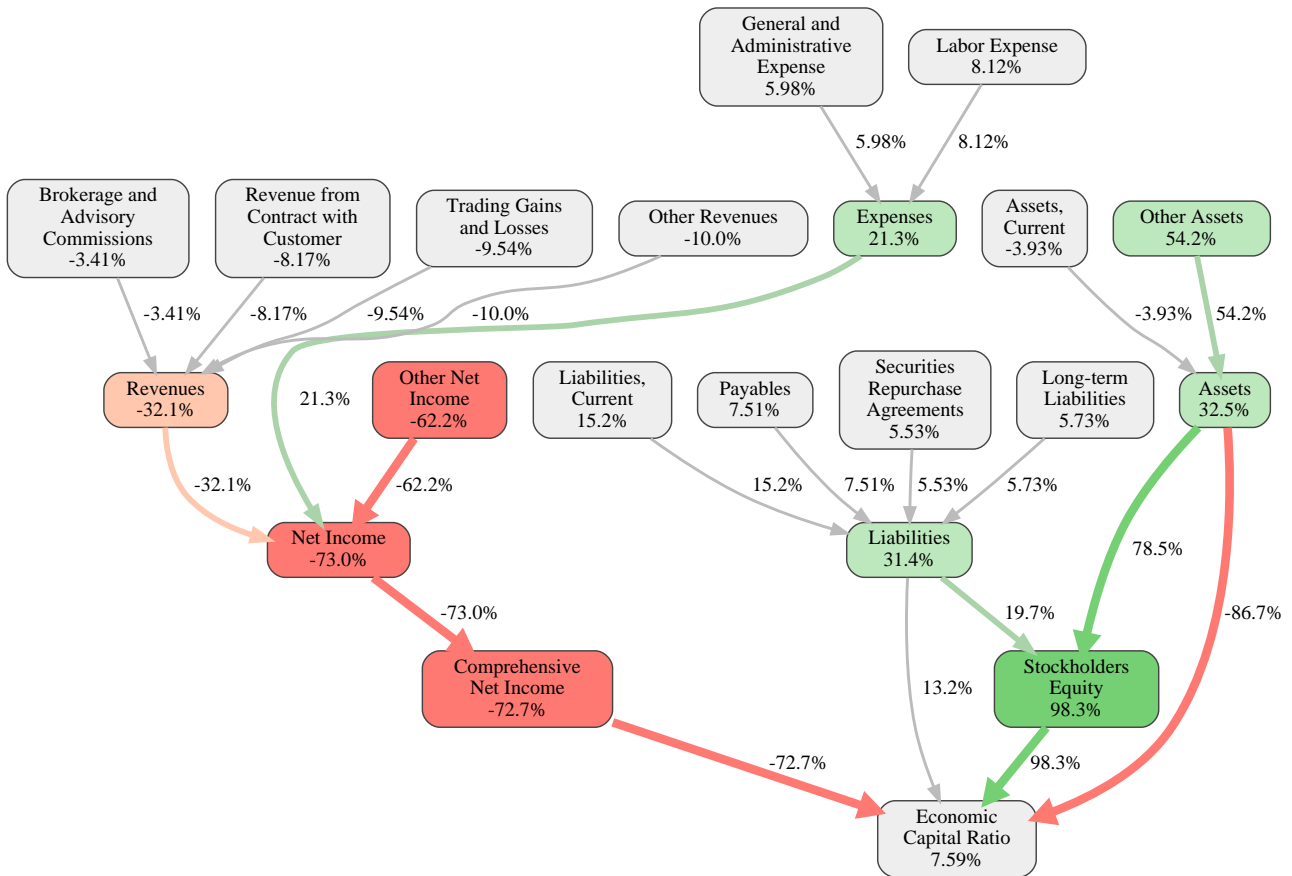 General and
Administrative
Expense
5.98%
Labor Expense
8.12%
5.98%
8.12%
Brokerage and
Advisory
Commissions
-3.41%
Revenue from
Contract with
Customer
-8.17%
Trading Gains
and Losses
-9.54%
Other Revenues
-10.0%
Expenses
21.3%
Assets,
Current
-3.93%
Other Assets
54.2%
-3.41%
-8.17%
-9.54%
-10.0%
-3.93%
54.2%
Revenues
-32.1%
21.3%
Other Net
Income
-62.2%
Liabilities,
Current
15.2%
Payables
7.51%
Securities
Repurchase
Agreements
5.53%
Long-term
Liabilities
5.73%
Assets
32.5%
-32.1%
-62.2%
15.2%
7.51%
5.53%
5.73%
Net Income
-73.0%
Liabilities
31.4%
78.5%
-73.0%
19.7%
-86.7%
Comprehensive
Net Income
-72.7%
13.2%
Stockholders
Equity
98.3%
-72.7%
98.3%
Economic
Capital Ratio
7.59%